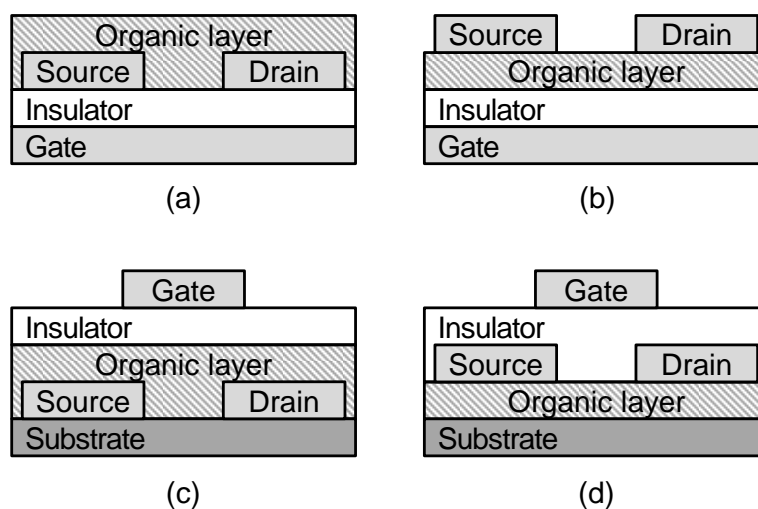 Organic layer
Source Drain
Insulator
Gate
(a)
Source Drain
Organic layer
Insulator
Gate
(b)
Gate
Insulator
Organic layer
Source Drain
Substrate
(c)
Gate
Insulator
Source Drain
Organic layer
Substrate
(d)